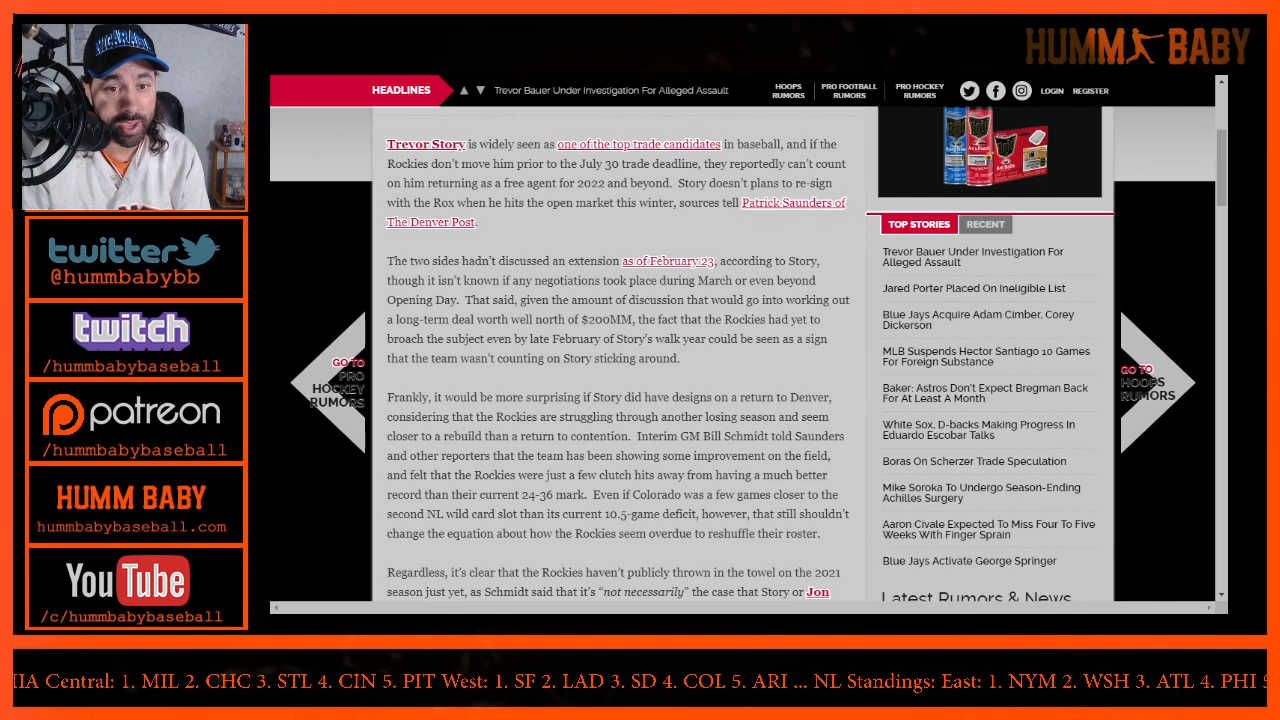 NICARAGUA
HUMM BABY
HEADLINES
Trevor Bauer Under Investigation For Alleged Assault
HOOPS RUMORS
PRO FOOTBALL RUMORS
PRO HOCKEY RUMORS
LOGIN
REGISTER
Trevor Story is widely seen as one of the top trade candidates in baseball, and if the
Rockies don't move him prior to the July 30 trade deadline, they reportedly can't count
on him returning as a free agent for 2022 and beyond. Story doesn't plans to re-sign
with the Rox when he hits the open market this winter, sources tell Patrick Saunders of
The Denver Post.
The two sides hadn't discussed an extension as of February 23, according to Story,
though it isn't known if any negotiations took place during March or even beyond
Opening Day. That said, given the amount of discussion that would go into working out
a long-term deal worth well north of $200MM, the fact that the Rockies had yet to
broach the subject even by late February of Story's walk year could be seen as a sign
that the team wasn't counting on Story sticking around.
Frankly, it would be more surprising if Story did have designs on a return to Denver,
considering that the Rockies are struggling through another losing season and seem
closer to a rebuild than a return to contention. Interim GM Bill Schmidt told Saunders
and other reporters that the team has been showing some improvement on the field,
and felt that the Rockies were just a few clutch hits away from having a much better
record than their current 24-36 mark. Even if Colorado was a few games closer to the
second NL wild card slot than its current 10.5-game deficit, however, that still shouldn't
change the equation about how the Rockies seem overdue to reshuffle their roster.
Regardless, it's clear that the Rockies haven't publicly thrown in the towel on the 2021
season just yet, as Schmidt said that it's "not necessarily" the case that Story or Jon
GO TO
PRO
HOCKEY
RUMORS
TOP STORIES
RECENT
Trevor Bauer Under Investigation For
Alleged Assault
Jared Porter Placed On Ineligible List
Blue Jays Acquire Adam Cimber, Corey
Dickerson
MLB Suspends Hector Santiago 10 Games
For Foreign Substance
Baker: Astros Don't Expect Bregman Back
For At Least A Month
White Sox, D-backs Making Progress In
Eduardo Escobar Talks
Boras On Scherzer Trade Speculation
Mike Soroka To Undergo Season-Ending
Achilles Surgery
Aaron Civale Expected To Miss Four To Five
Weeks With Finger Sprain
Blue Jays Activate George Springer
Latest Rumors & News
GO TO
HOOPS
RUMORS
twitter
@hummbabybb
twitch
/hummbabybaseball
patreon
/hummbabybaseball
HUMM BABY
hummbabybaseball.com
YouTube
/c/hummbabybaseball
IIA Central: 1. MIL 2. CHC 3. STL 4. CIN 5. PIT West: 1. SF 2. LAD 3. SD 4. COL 5. ARI ... NL Standings: East: 1. NYM 2. WSH 3. ATL 4. PHI 5